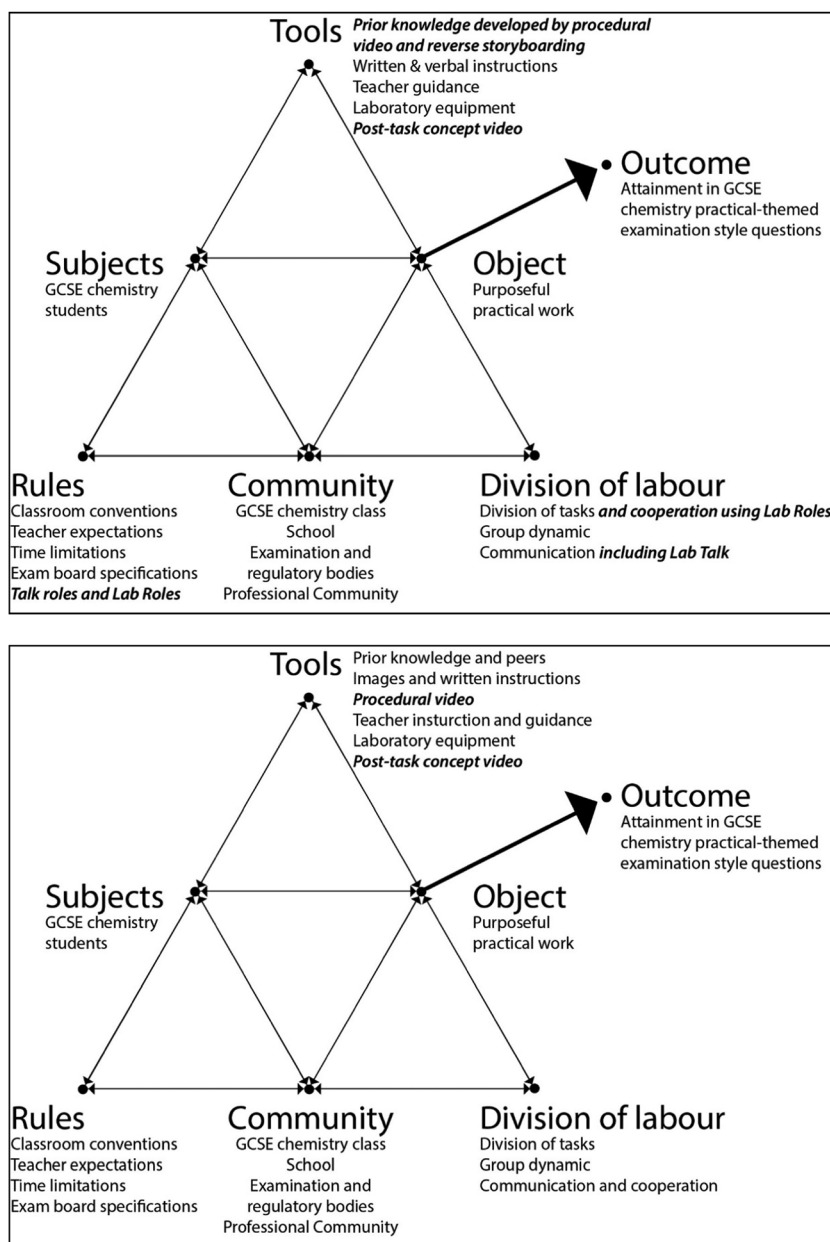 Tools
Prior knowledge developed by procedural
video and reverse storyboarding
Written & verbal instructions
Teacher guidance
Laboratory equipment
Post-task concept video
Outcome
Attainment in GCSE
chemistry practical-themed
examination style questions
Subjects
GCSE chemistry
students
Object
Purposeful
practical work
Rules
Classroom conventions
Teacher expectations
Time limitations
Exam board specifications
Talk roles and Lab Roles
Community
GCSE chemistry class
School
Examination and
regulatory bodies
Professional Community
Division of labour
Division of tasks and cooperation using Lab Roles
Group dynamic
Communication including Lab Talk
Tools
Prior knowledge and peers
Images and written instructions
Procedural video
Teacher insturction and guidance
Laboratory equipment
Post-task concept video
Outcome
Attainment in GCSE
chemistry practical-themed
examination style questions
Subjects
GCSE chemistry
students
Object
Purposeful
practical work
Rules
Classroom conventions
Teacher expectations
Time limitations
Exam board specifications
Community
GCSE chemistry class
School
Examination and
regulatory bodies
Professional Community
Division of labour
Division of tasks
Group dynamic
Communication and cooperation